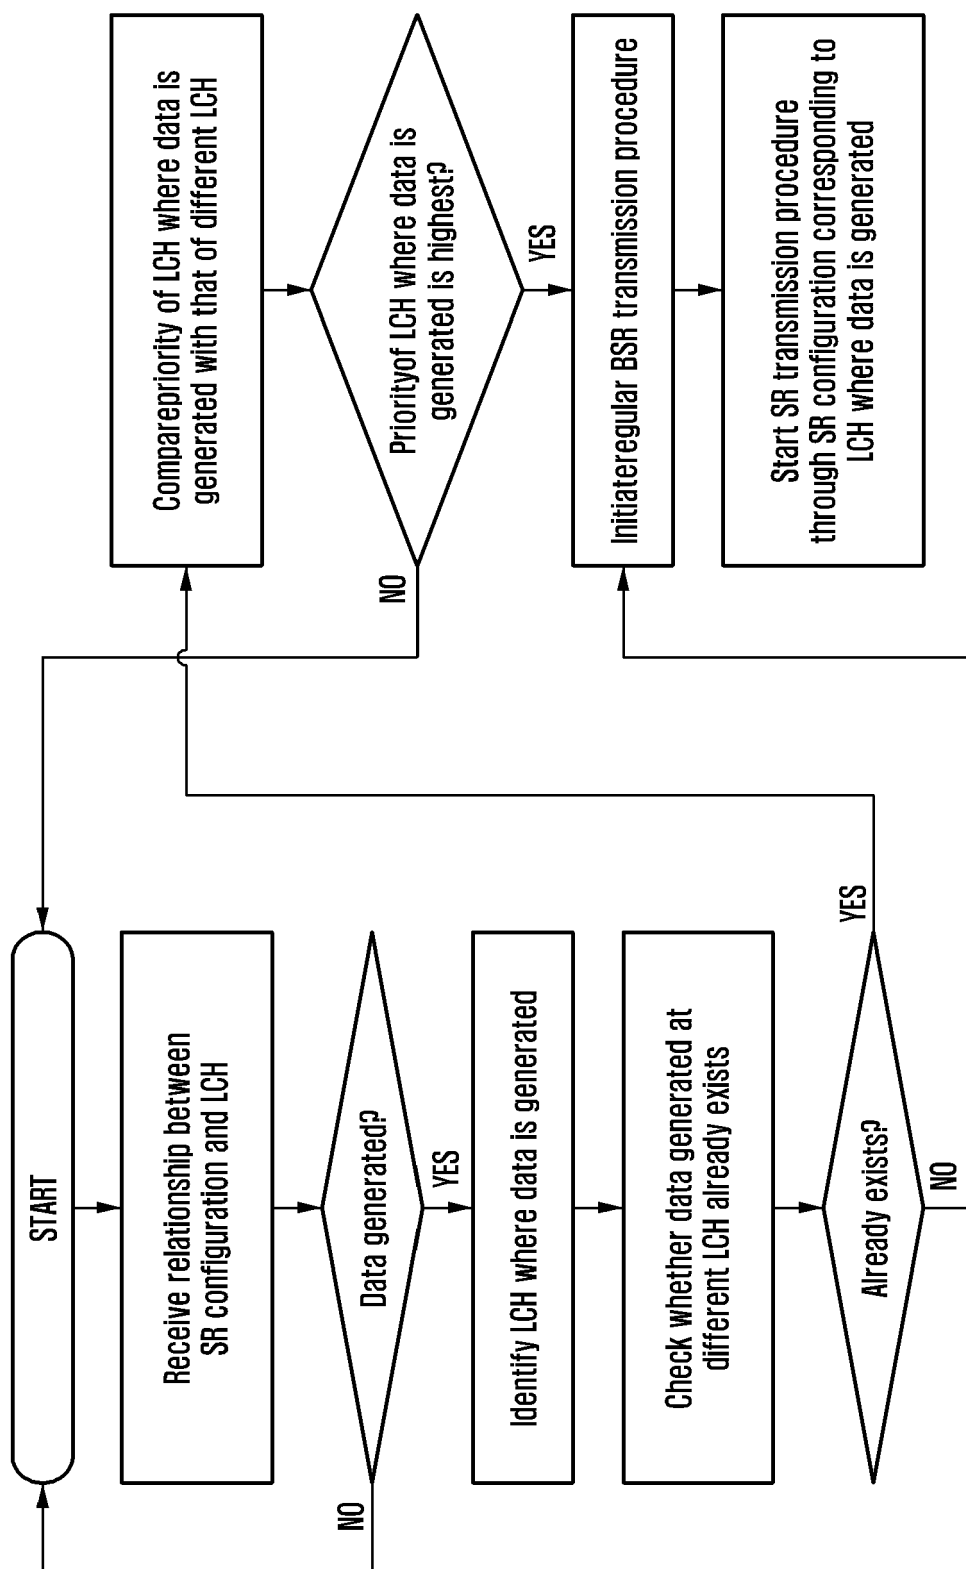 START
Receive relationship between
SR configuration and LCH
Data generated?
NO
YES
Identify LCH where data is generated
Check whether data generated at
different LCH already exists
Already exists?
YES
NO
Comparepriority of LCH where data is
generated with that of different LCH
Priorityof LCH where data is
generated is highest?
NO
YES
Initiateregular BSR transmission procedure
Start SR transmission procedure
through SR configuration corresponding to
LCH where data is generated